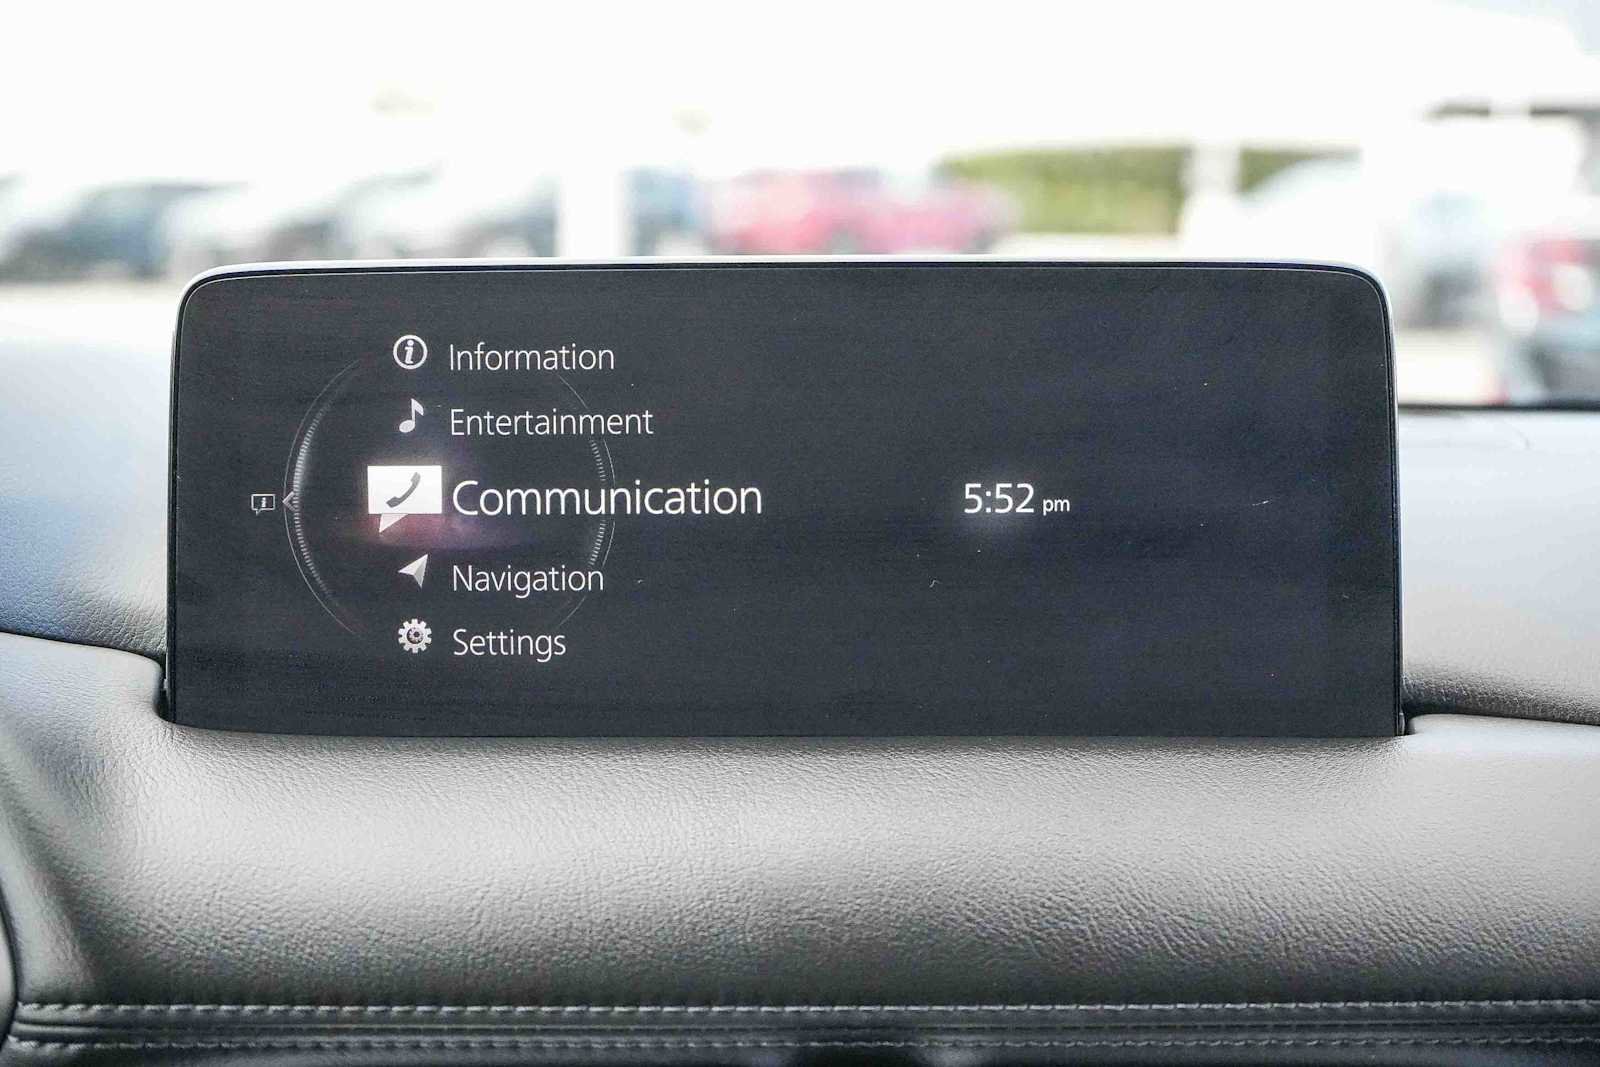 Information
Entertainment
Communication
5:52 pm
Navigation
Settings